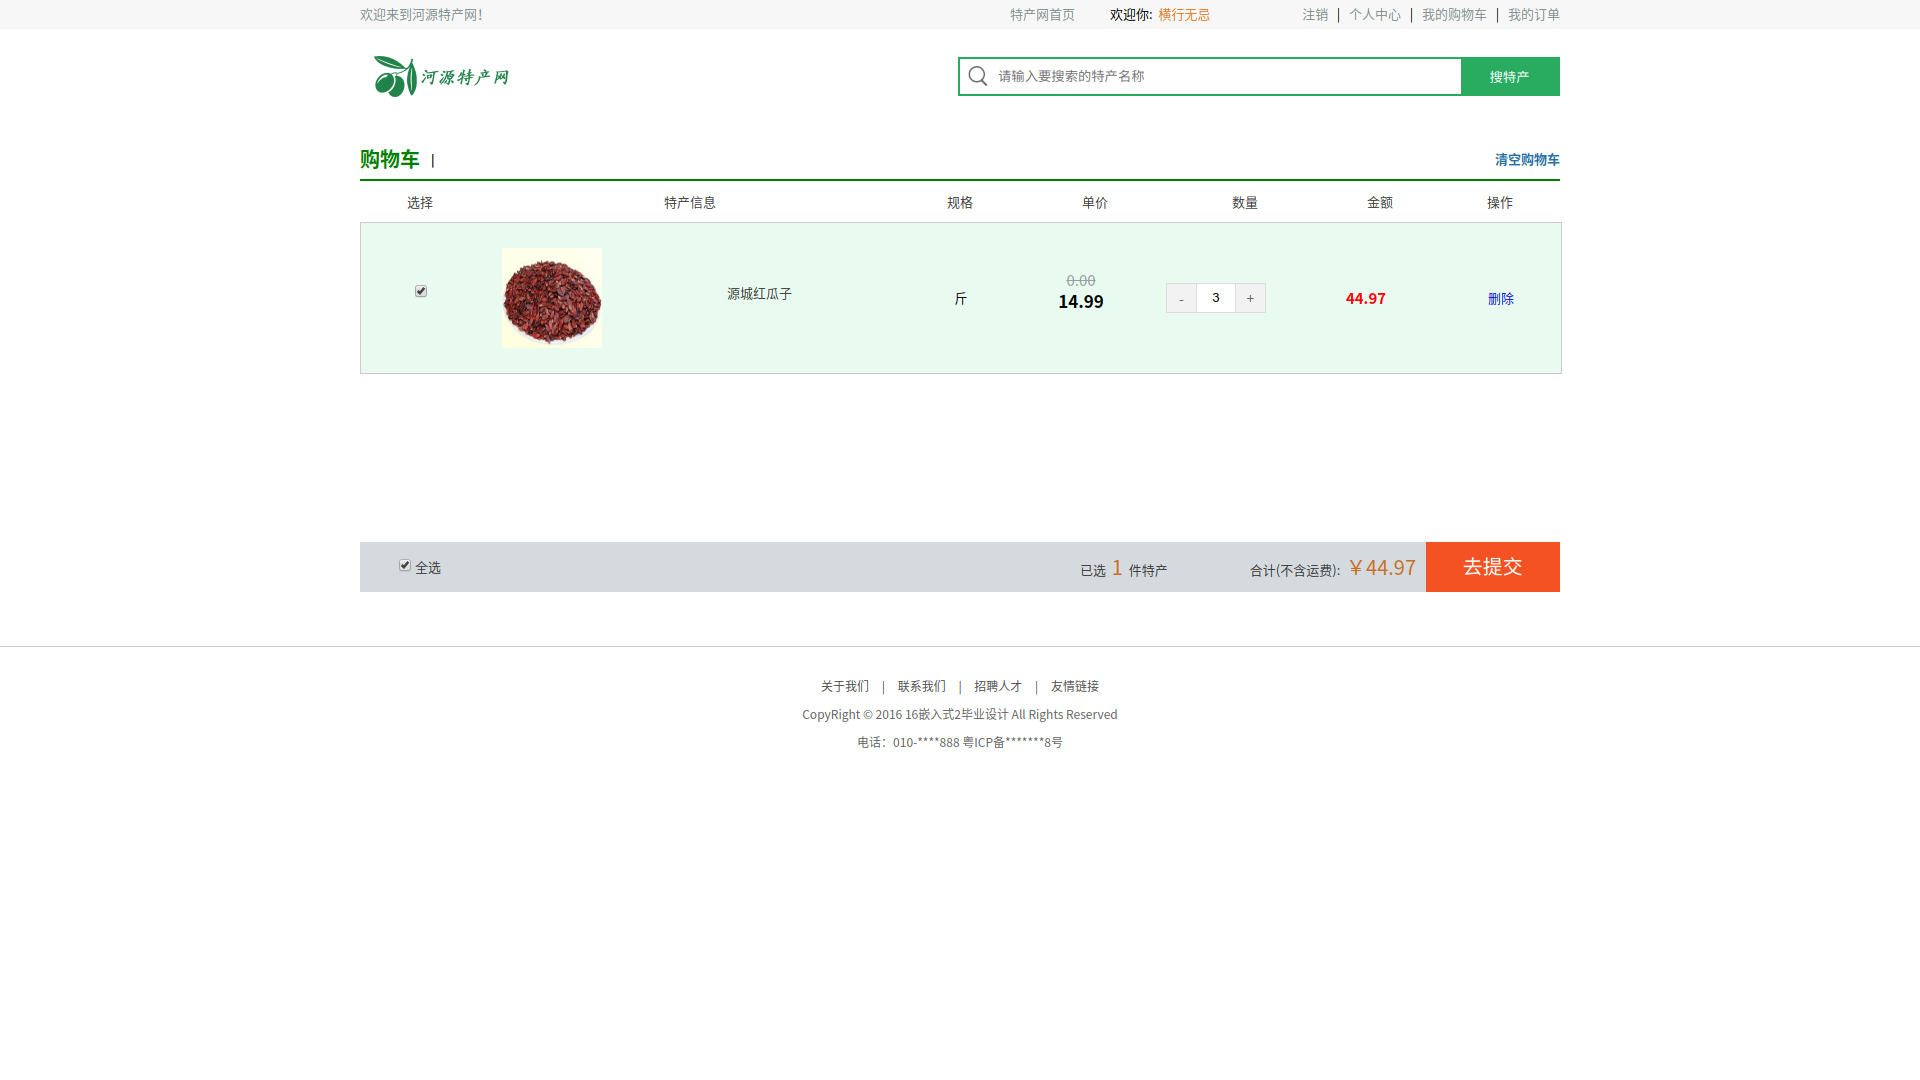 欢迎来到河源特产网!
特产网首页 欢迎你: 横行无忌 注销 | 个人中心 | 我的购物车 | 我的订单
河源特产网
请输入要搜索的特产名称 搜特产
购物车 |
清空购物车
选择 特产信息 规格 单价 数量 金额 操作
0.00
源城红瓜子 斤 14.99 - 3 + 44.97 删除
全选 已选 1 件特产 合计(不含运费): ￥44.97 去提交
关于我们 | 联系我们 | 招聘人才 | 友情链接
CopyRight © 2016 16嵌入式2毕业设计 All Rights Reserved
电话：010-****888 粤ICP备*******8号